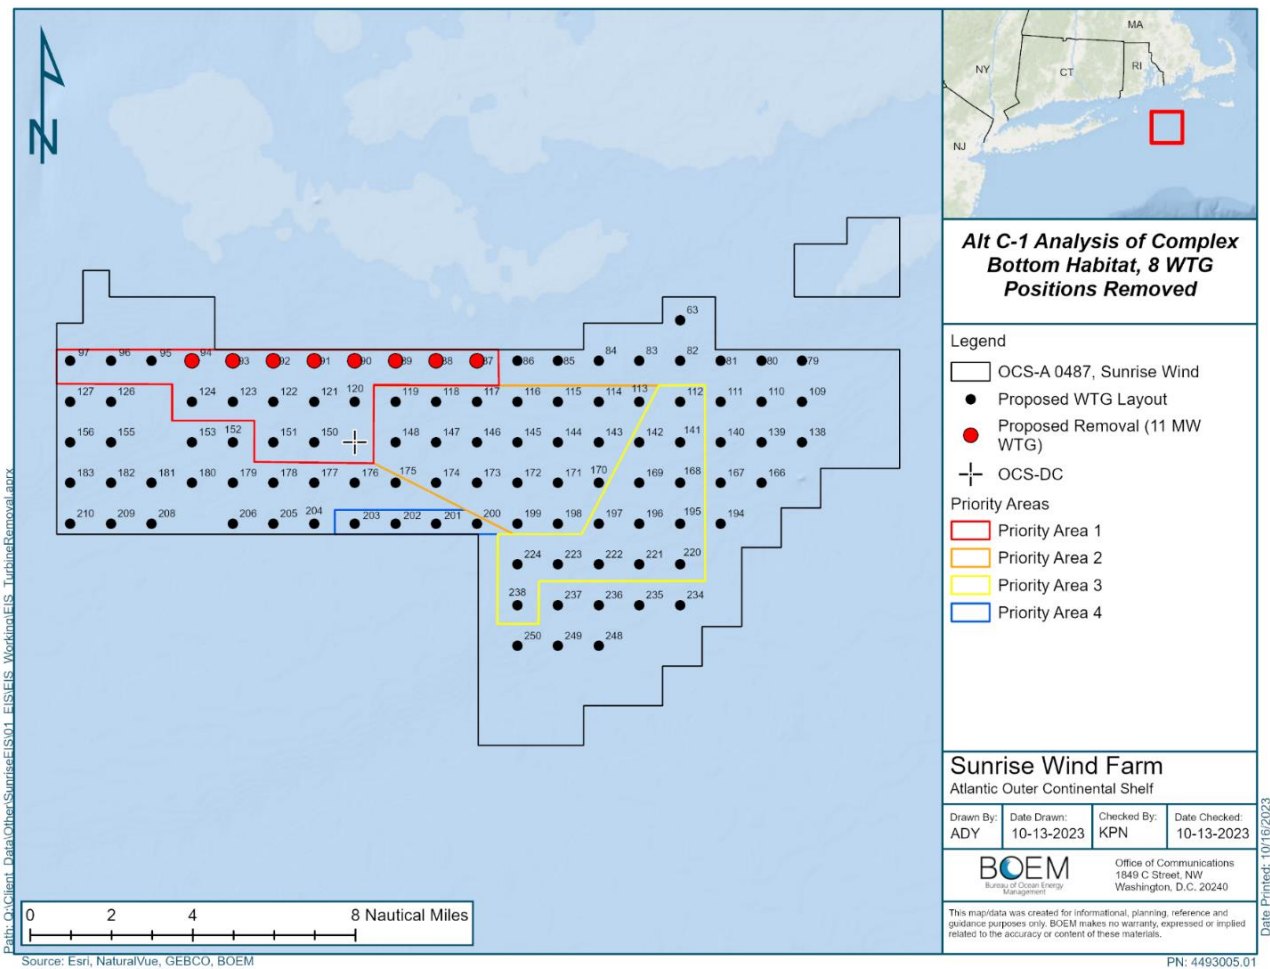 N
MA
NY
CT
RI
NJ
Alt C-1 Analysis of Complex
Bottom Habitat, 8 WTG
Positions Removed
Legend
OCS-A 0487, Sunrise Wind
Proposed WTG Layout
Proposed Removal (11 MW
WTG)
OCS-DC
Priority Areas
Priority Area 1
Priority Area 2
Priority Area 3
Priority Area 4
63
97 96 95 94 93 92 91 90 89 88 87 86 85 84 83 82 81 80 79
127 126 124 123 122 121 120 119 118 117 116 115 114 113 112 111 110 109
156 155 153 152 151 150 148 147 146 145 144 143 142 141 140 139 138
183 182 181 180 179 178 177 176 175 174 173 172 171 170 169 168 167 166
210 209 208 206 205 204 203 202 201 200 199 198 197 196 195 194
224 223 222 221 220
238 237 236 235 234
250 249 248
0 2 4 8 Nautical Miles
Sunrise Wind Farm
Atlantic Outer Continental Shelf
Drawn By: Date Drawn: Checked By: Date Checked:
ADY 10-13-2023 KPN 10-13-2023
BOEM
Bureau of Ocean Energy
Management
Office of Communications
1849 C Street, NW
Washington, D.C. 20240
This map/data was created for informational, planning, reference and
guidance purposes only. BOEM makes no warranty, expressed or implied
related to the accuracy or content of these materials.
Path: Q:\Client_Data\Other\SunriseEIS\01_EIS\EIS_Working\EIS_TurbineRemoval.aprx
Date Printed: 10/16/2023
Source: Esri, NaturalVue, GEBCO, BOEM
PN: 4493005.01